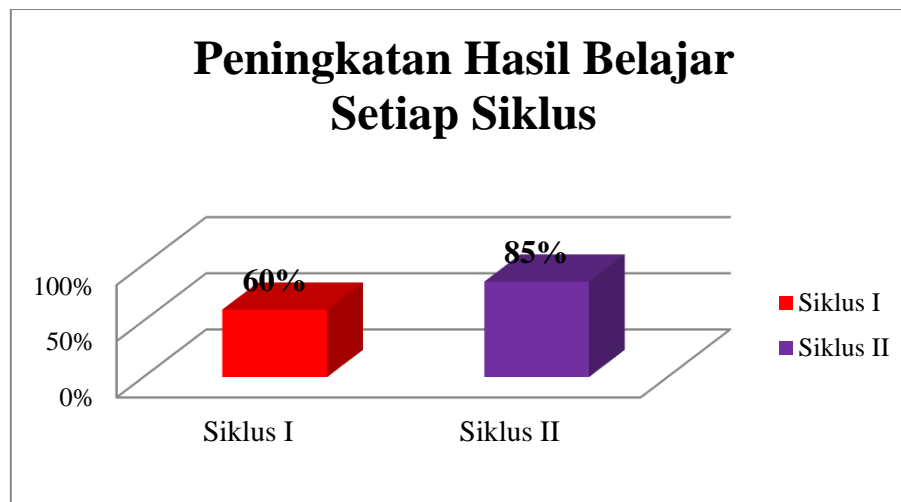 Peningkatan Hasil Belajar
Setiap Siklus
85%
60%
100%
50%
0%
Siklus I
Siklus II
Siklus I
Siklus II